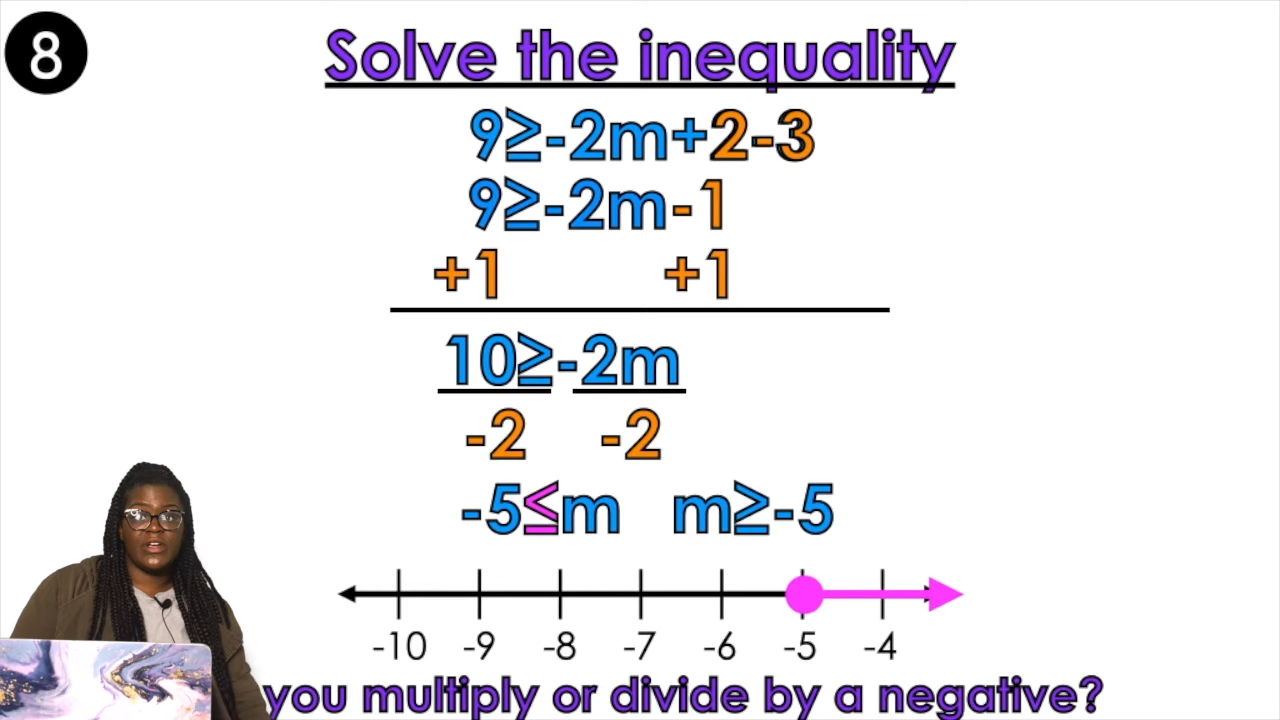 8
Solve the inequality
9≥-2m+2-3
9≥-2m-1
+1 +1
10≥-2m
-2 -2
-5≤m m≥-5
-10 -9 -8 -7 -6 -5 -4
you multiply or divide by a negative?